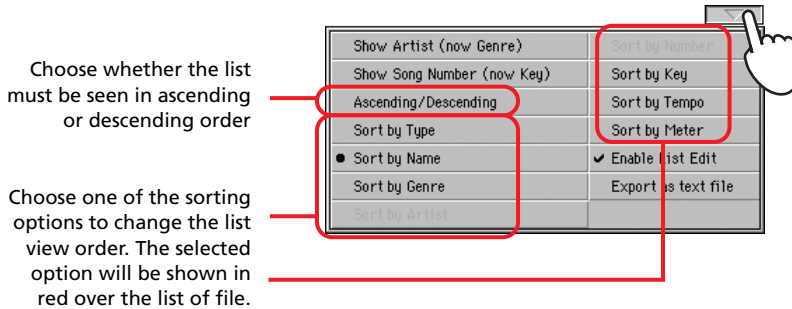 Show Artist (now Genre)
Sort by Number
Show Song Number (now Key)
Sort by Key
Ascending/Descending
Sort by Tempo
Sort by Type
Sort by Meter
Sort by Name
Enable List Edit
Sort by Genre
Export as text file
Sort by Artist
Choose whether the list
must be seen in ascending
or descending order
Choose one of the sorting
options to change the list
view order. The selected
option will be shown in
red over the list of file.